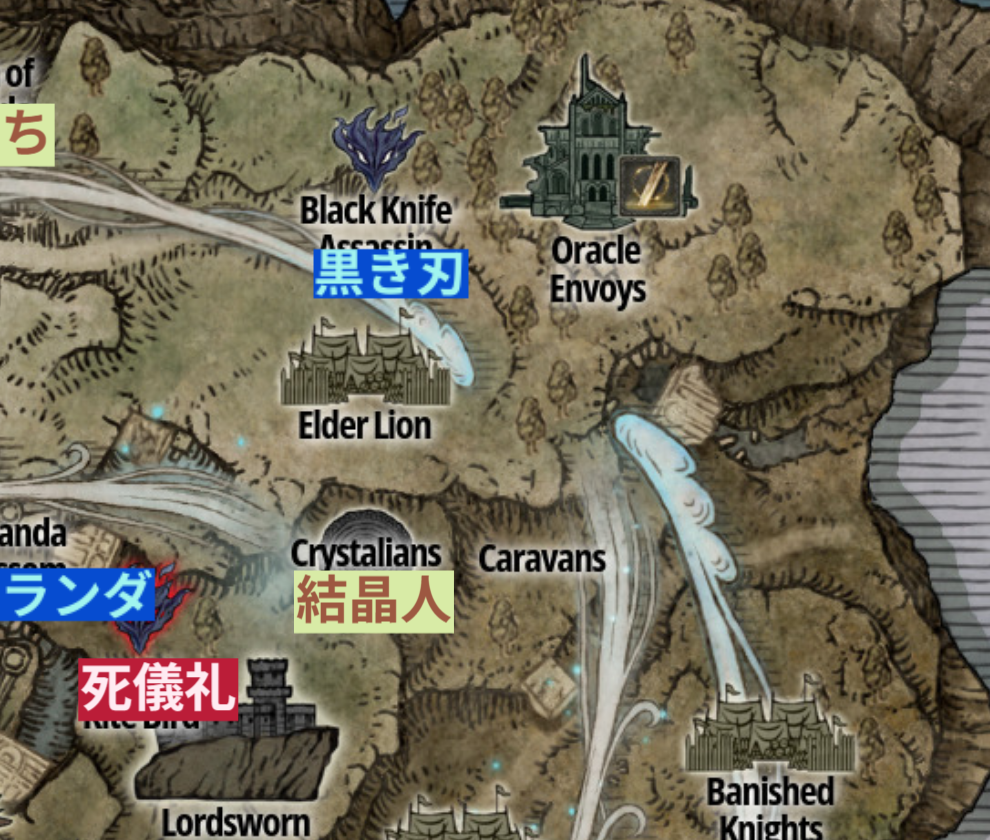 of
ち
Black Knife
Assassin
黒き刃
Oracle
Envoys
Elder Lion
anda
ランダ
Crystalians
結晶人
Caravans
死儀礼
Rite Bird
Lordsworn
Banished
Knights